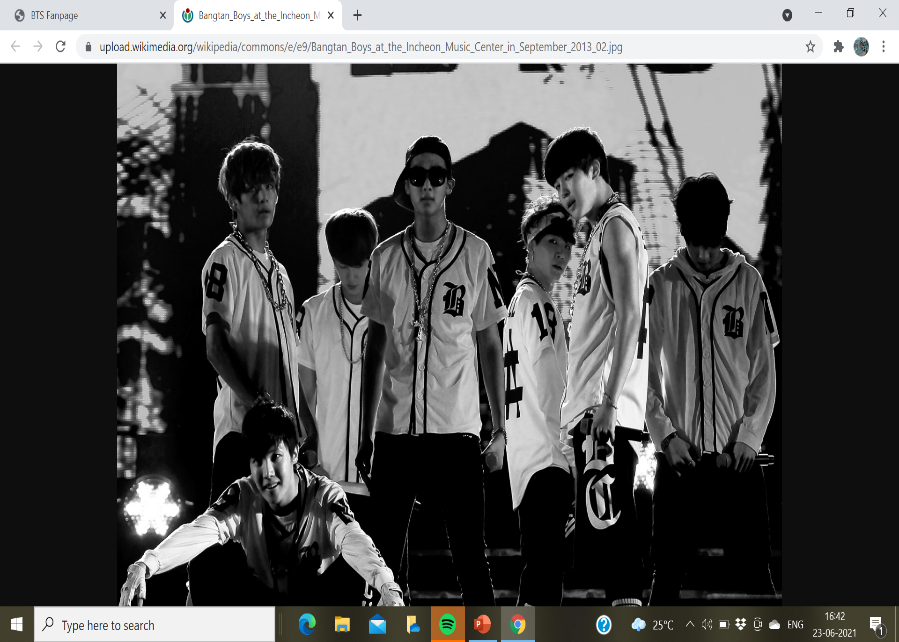 BTS Fanpage
Bangtan_Boys_at_the_Incheon_M
upload.wikimedia.org/wikipedia/commons/e/e9/Bangtan_Boys_at_the_Incheon_Music_Center_in_September_2013_02.jpg
8
B
B
19
B
C
Type here to search
25°C
ENG
16:42
23-06-2021
1